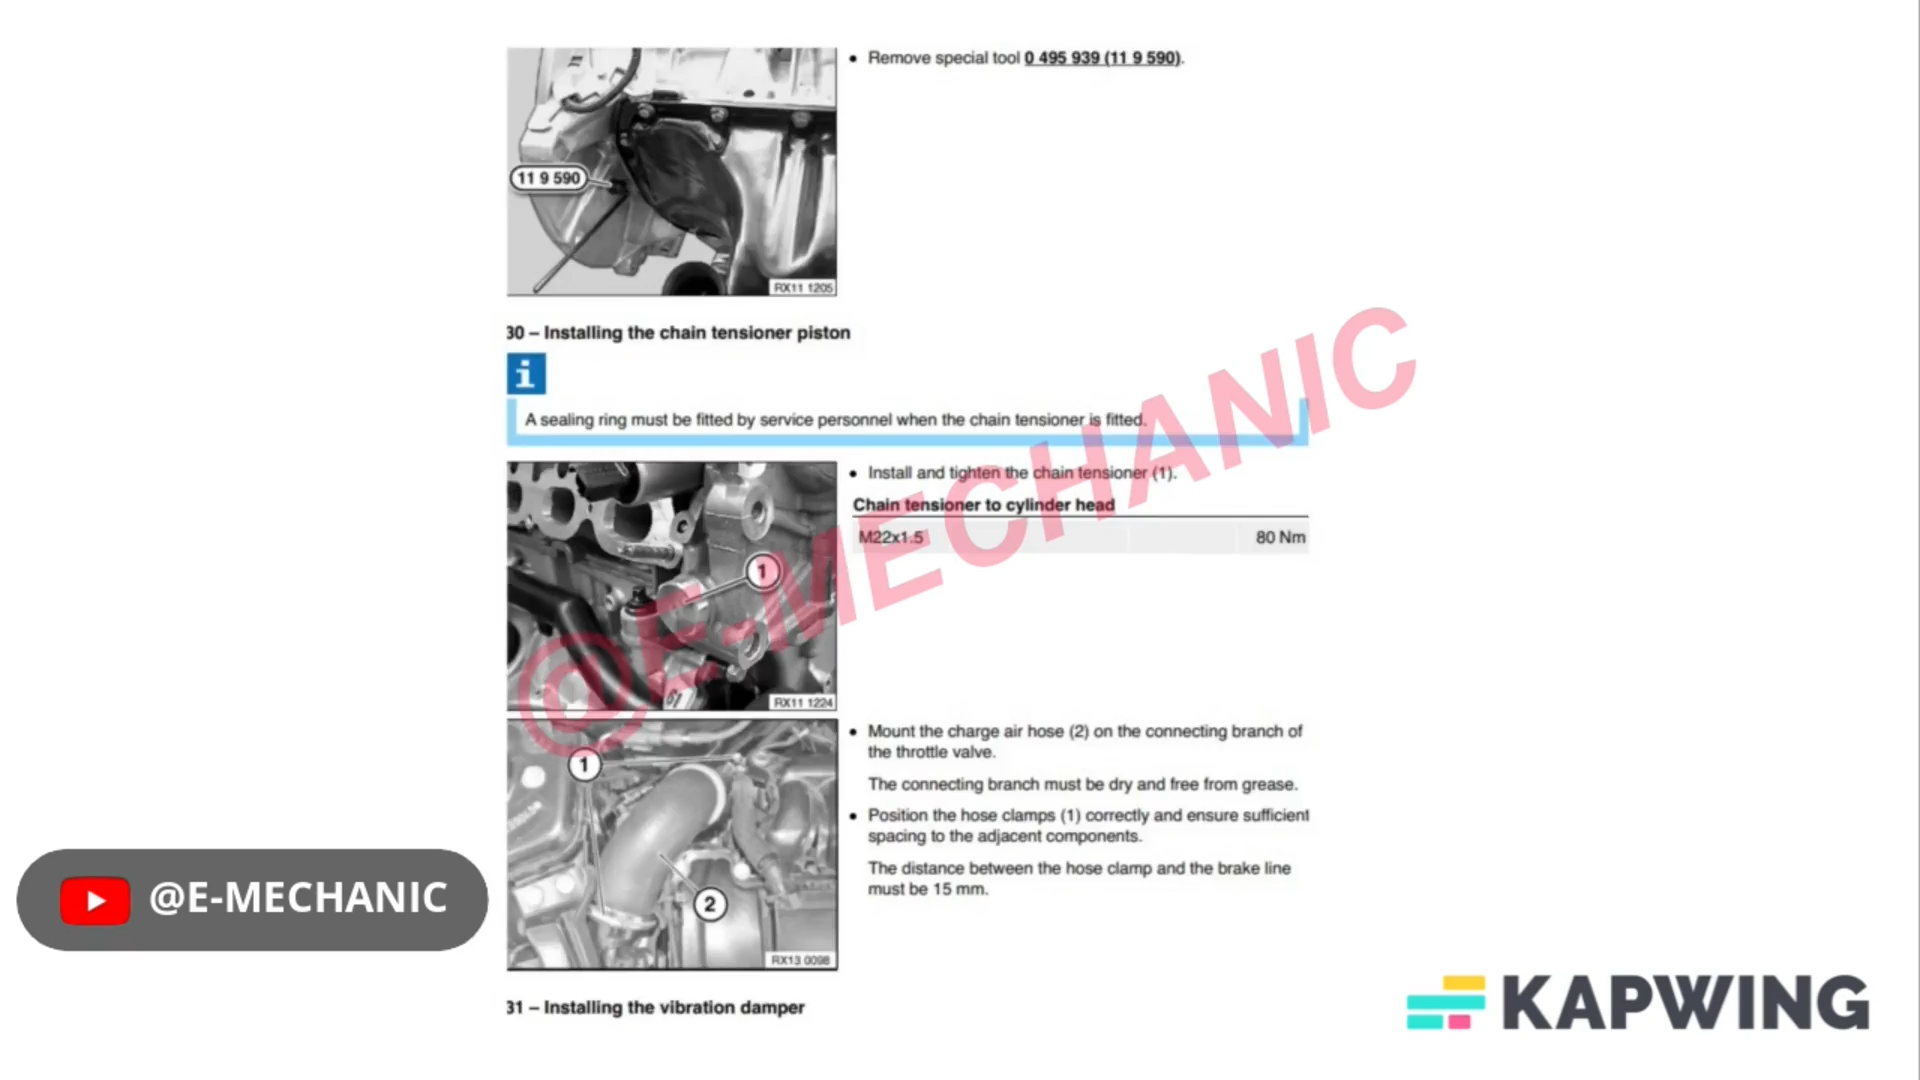 • Remove special tool 0 495 939 (11 9 590).
11 9 590
RX11 1205
30 – Installing the chain tensioner piston
i
A sealing ring must be fitted by service personnel when the chain tensioner is fitted.
• Install and tighten the chain tensioner (1).
Chain tensioner to cylinder head
M22x1.5 80 Nm
1
RX11 1224
• Mount the charge air hose (2) on the connecting branch of
the throttle valve.
The connecting branch must be dry and free from grease.
• Position the hose clamps (1) correctly and ensure sufficient
spacing to the adjacent components.
The distance between the hose clamp and the brake line
must be 15 mm.
1
2
RX13 0098
31 – Installing the vibration damper
@E-MECHANIC
@E-MECHANIC
KAPWING